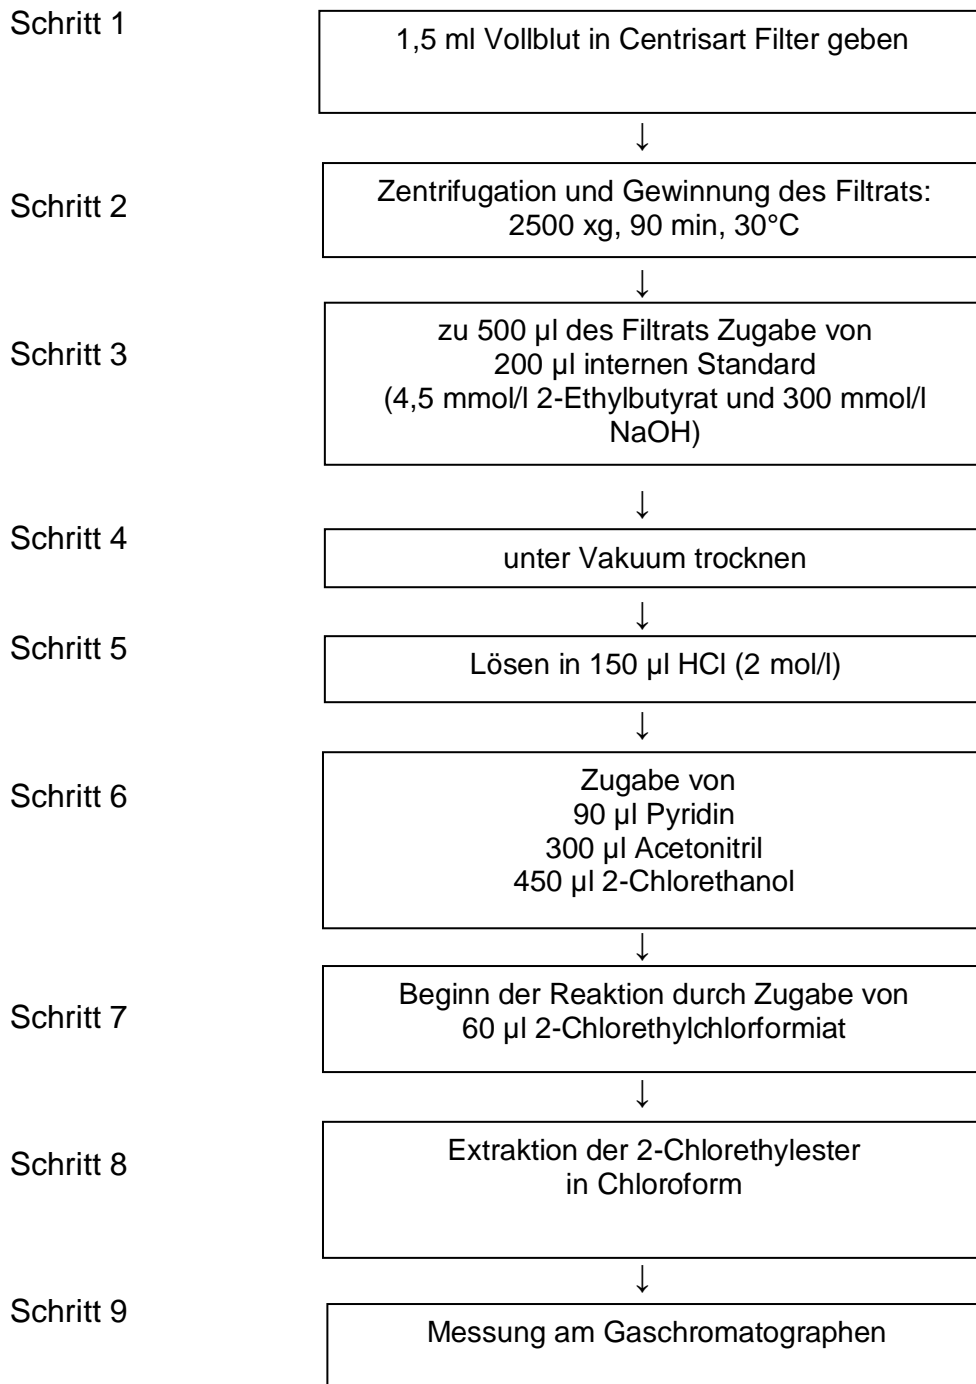 Schritt 1
1,5 ml Vollblut in Centrisart Filter geben
↓
Schritt 2
Zentrifugation und Gewinnung des Filtrats:
2500 xg, 90 min, 30°C
↓
Schritt 3
zu 500 µl des Filtrats Zugabe von
200 µl internen Standard
(4,5 mmol/l 2-Ethylbutyrat und 300 mmol/l
NaOH)
↓
Schritt 4
unter Vakuum trocknen
↓
Schritt 5
Lösen in 150 µl HCl (2 mol/l)
↓
Schritt 6
Zugabe von
90 µl Pyridin
300 µl Acetonitril
450 µl 2-Chlorethanol
↓
Schritt 7
Beginn der Reaktion durch Zugabe von
60 µl 2-Chlorethylchlorformiat
↓
Schritt 8
Extraktion der 2-Chlorethylester
in Chloroform
↓
Schritt 9
Messung am Gaschromatographen